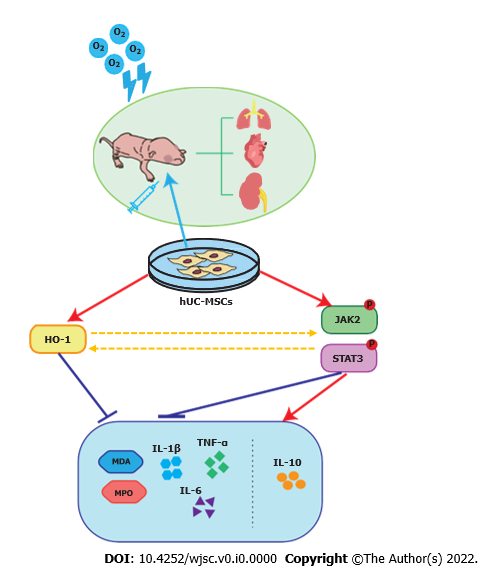 O₂
O₂
O₂
O₂
hUC-MSCs
P
JAK2
HO-1
P
STAT3
TNF-α
IL-1β
MDA
IL-10
IL-6
MPO
DOI: 10.4252/wjsc.v0.i0.0000 Copyright ©The Author(s) 2022.